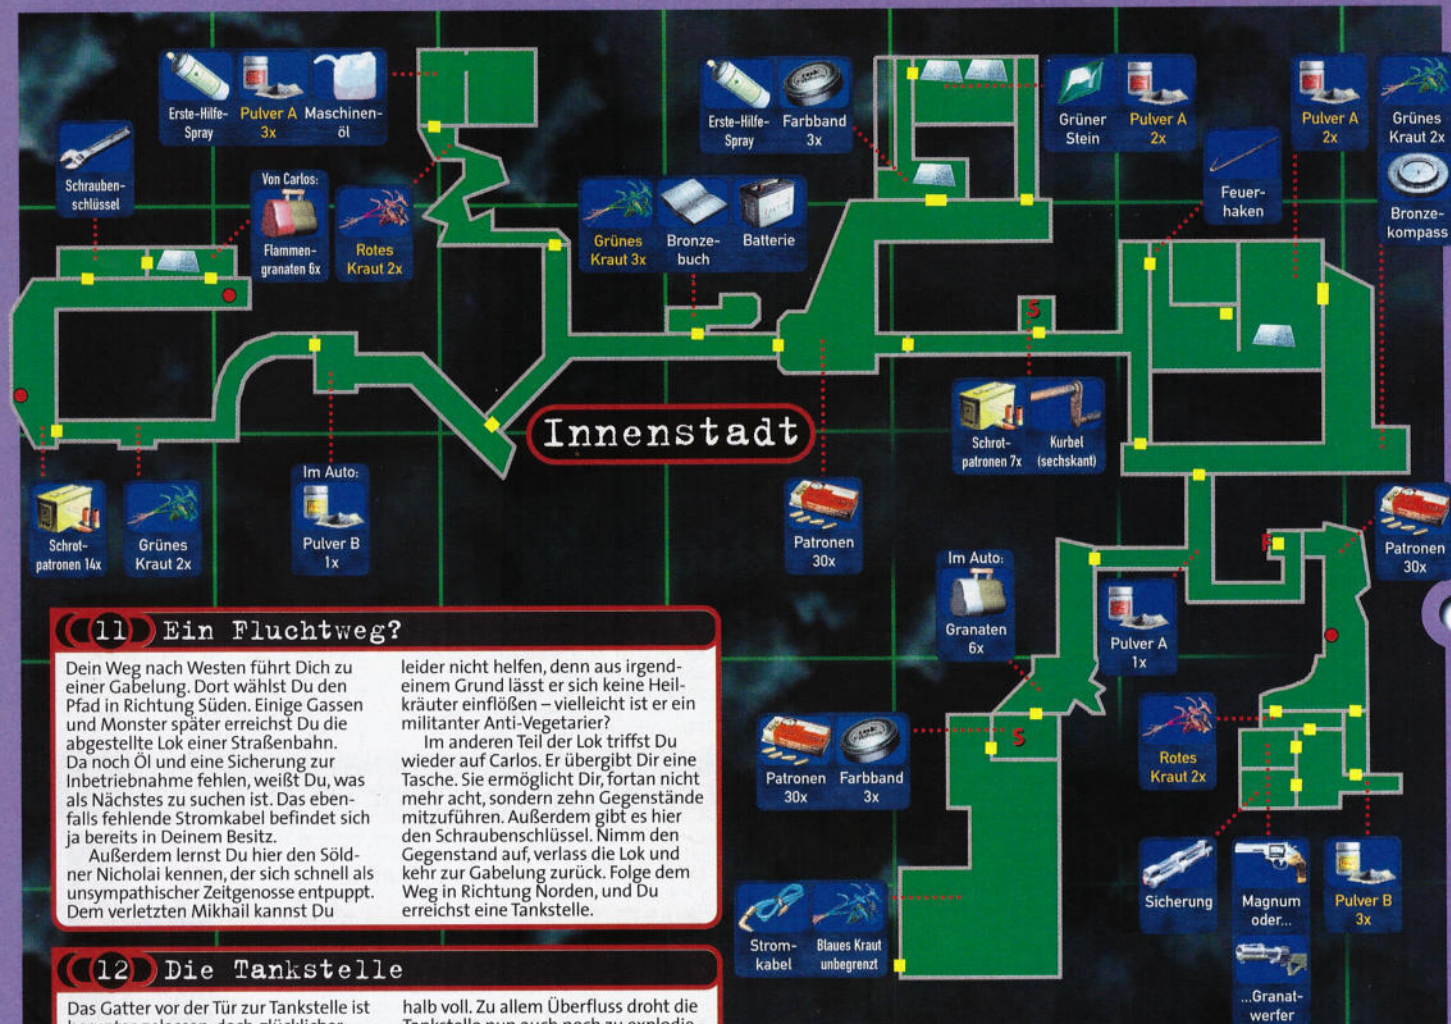 Erste-Hilfe-
Spray
Pulver A
3x
Maschinen-
öl
Schrauben-
schlüssel
Von Carlos:
Flammen-
granaten 6x
Rotes
Kraut 2x
Erste-Hilfe-
Spray
Farbband
3x
Grüner
Stein
Pulver A
2x
Pulver A
2x
Grünes
Kraut 2x
Bronze-
kompass
Feuer-
haken
Grünes
Kraut 3x
Bronze-
buch
Batterie
S
Innenstadt
Schrot-
patronen 7x
Kurbel
(sechskant)
Schrot-
patronen 14x
Grünes
Kraut 2x
Im Auto:
Pulver B
1x
Patronen
30x
Patronen
30x
Im Auto:
Granaten
6x
Pulver A
1x
Patronen
30x
Farbband
3x
S
Rotes
Kraut 2x
Strom-
kabel
Blaues Kraut
unbegrenzt
Sicherung
Magnum
oder...
...Granat-
werfer
Pulver B
3x
11 Ein Fluchtweg?
Dein Weg nach Westen führt Dich zu
einer Gabelung. Dort wählst Du den
Pfad in Richtung Süden. Einige Gassen
und Monster später erreichst Du die
abgestellte Lok einer Straßenbahn.
Da noch Öl und eine Sicherung zur
Inbetriebnahme fehlen, weißt Du, was
als Nächstes zu suchen ist. Das eben-
falls fehlende Stromkabel befindet sich
ja bereits in Deinem Besitz.
Außerdem lernst Du hier den Söld-
ner Nicholai kennen, der sich schnell als
unsympathischer Zeitgenosse entpuppt.
Dem verletzten Mikhail kannst Du
leider nicht helfen, denn aus irgend-
einem Grund lässt er sich keine Heil-
kräuter einflößen – vielleicht ist er ein
militanter Anti-Vegetarier?
Im anderen Teil der Lok triffst Du
wieder auf Carlos. Er übergibt Dir eine
Tasche. Sie ermöglicht Dir, fortan nicht
mehr acht, sondern zehn Gegenstände
mitzuführen. Außerdem gibt es hier
den Schraubenschlüssel. Nimm den
Gegenstand auf, verlass die Lok und
kehr zur Gabelung zurück. Folge dem
Weg in Richtung Norden, und Du
erreichst eine Tankstelle.
12 Die Tankstelle
Das Gatter vor der Tür zur Tankstelle ist
halb voll. Zu allem Überfluss droht die